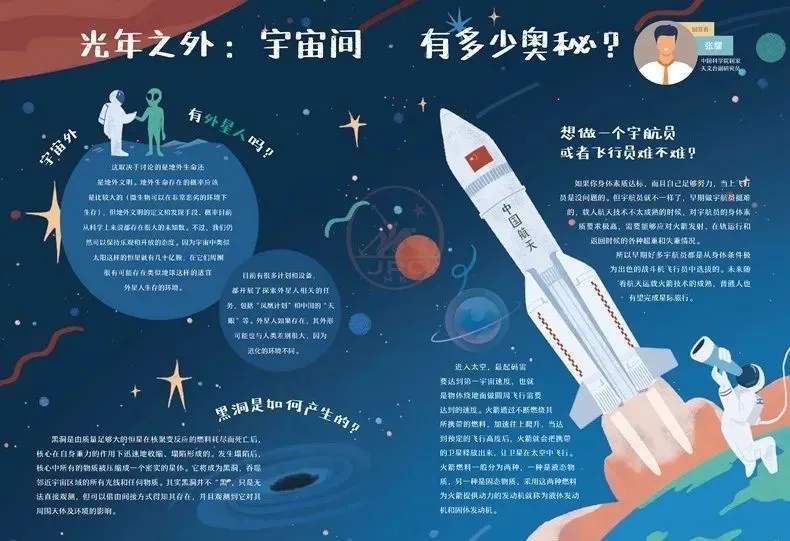 光年之外：宇宙间 有多少奥秘？
回答者
张耀
中国科学院国家
天文台副研究员
宇宙外 有外星人吗？
这取决于讨论的是地外生命还
是地外文明。地外生命存在的概率应该
是比较大的（微生物可以在非常恶劣的环境下
生存），但地外文明的定义和发现手段、概率目前
从科学上来说都存在很大的未知数。不过，我们仍
然可以保持乐观和开放的态度。因为宇宙中类似
太阳这样的恒星就有几千亿颗，在它们周围
很有可能存在类似地球这样的适宜
外星人生存的环境。
目前有很多计划和设备，
都开展了探索外星人相关的任
务，包括“凤凰计划”和中国的“天
眼”等。外星人如果存在，其外形
可能也与人类差别很大，因为
进化的环境不同。
黑洞是如何产生的？
黑洞是由质量足够大的恒星在核聚变反应的燃料耗尽而死亡后，
核心在自身重力的作用下迅速地收缩，塌陷形成的。发生塌陷后，
核心中所有的物质被压缩成一个密实的星体。它将成为黑洞，吞噬
邻近宇宙区域的所有光线和任何物质。其实黑洞并不“黑”，只是无
法直接观测，但可以借由间接方式得知其存在，并且观测到它对其
周围天体及环境的影响。
中国航天
想做一个宇航员
或者飞行员难不难？
如果你身体素质达标，而且自己足够努力，当上飞行
员是没问题的。但宇航员就不一样了，早期做宇航员挺难
的，载人航天技术不太成熟的时候，对宇航员的身体素
质要求极高，需要能够应对火箭发射、在轨运行和
返回时候的各种超重和失重情况。
所以早期好多宇航员都是从身体条件极
为出色的战斗机飞行员中选拔的。未来随
着航天运载火箭技术的成熟，普通人也
有望完成星际旅行。
进入太空，最起码需
要达到第一宇宙速度，也就
是物体绕地面做圆周飞行需要
达到的速度。火箭通过不断燃烧其
所携带的燃料，加速往上爬升，当达
到预定的飞行高度后，火箭就会把携带
的卫星释放出来，让卫星在太空中飞行。
火箭燃料一般分为两种，一种是液态物
质，另一种是固态物质，采用这两种燃料
为火箭提供动力的发动机就称为液体发动
机和固体发动机。